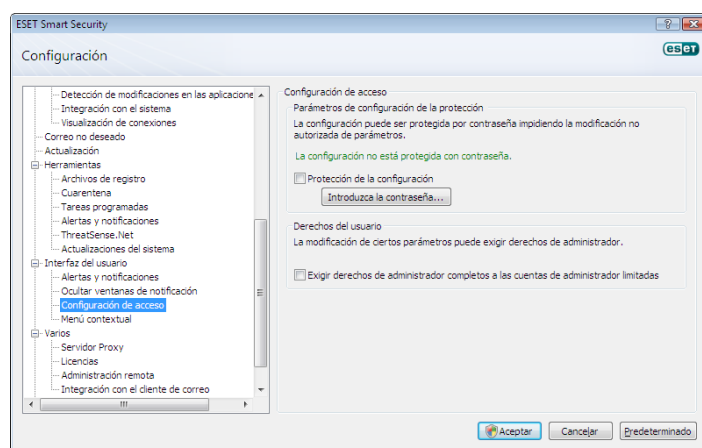 ESET Smart Security
Configuración
eseT
Detección de modificaciones en las aplicacione
Integración con el sistema
Visualización de conexiones
Correo no deseado
Actualización
Herramientas
Archivos de registro
Cuarentena
Tareas programadas
Alertas y notificaciones
ThreatSense.Net
Actualizaciones del sistema
Interfaz del usuario
Alertas y notificaciones
Ocultar ventanas de notificación
Configuración de acceso
Menú contextual
Varios
Servidor Proxy
Licencias
Administración remota
Integración con el cliente de correo
Configuración de acceso
Parámetros de configuración de la protección
La configuración puede ser protegida por contraseña impidiendo la modificación no
autorizada de parámetros.
La configuración no está protegida con contraseña.
Protección de la configuración
Introduzca la contraseña...
Derechos del usuario
La modificación de ciertos parámetros puede exigir derechos de administrador.
Exigir derechos de administrador completos a las cuentas de administrador limitadas
Aceptar
Cancelar
Predeterminado